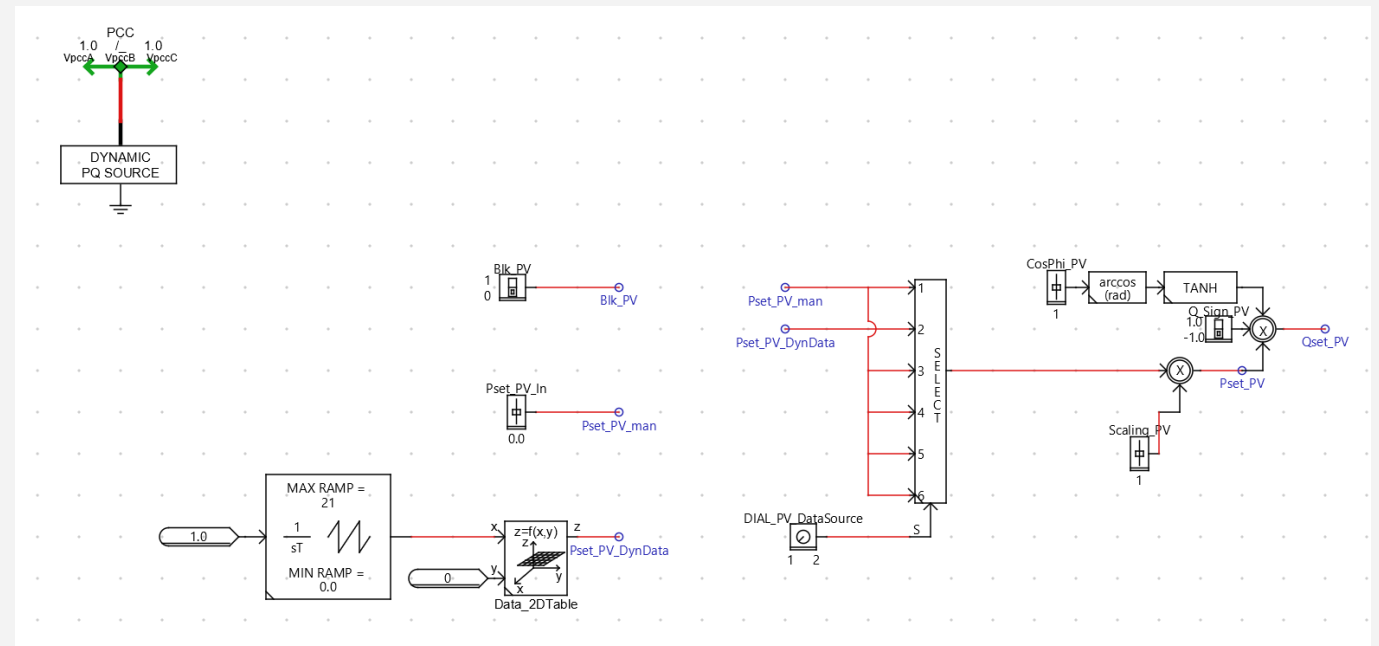 PCC
1.0 /_ 1.0
VpccA VpccB VpccC
DYNAMIC
PQ SOURCE
Blk_PV
1
0
Blk_PV
Pset_PV_In
0.0
Pset_PV_man
MAX RAMP =
21
1
sT
MIN RAMP =
0.0
1.0
0
x
y
z=f(x,y)
z
y
x
z
Pset_PV_DynData
Data_2DTable
Pset_PV_man
Pset_PV_DynData
1
2
3
4
5
6
SELECT
S
DIAL_PV_DataSource
1 2
CosPhi_PV
1
arccos
(rad)
TANH
Q_Sign_PV
1.0
-1.0
X
Qset_PV
X
Pset_PV
Scaling_PV
1